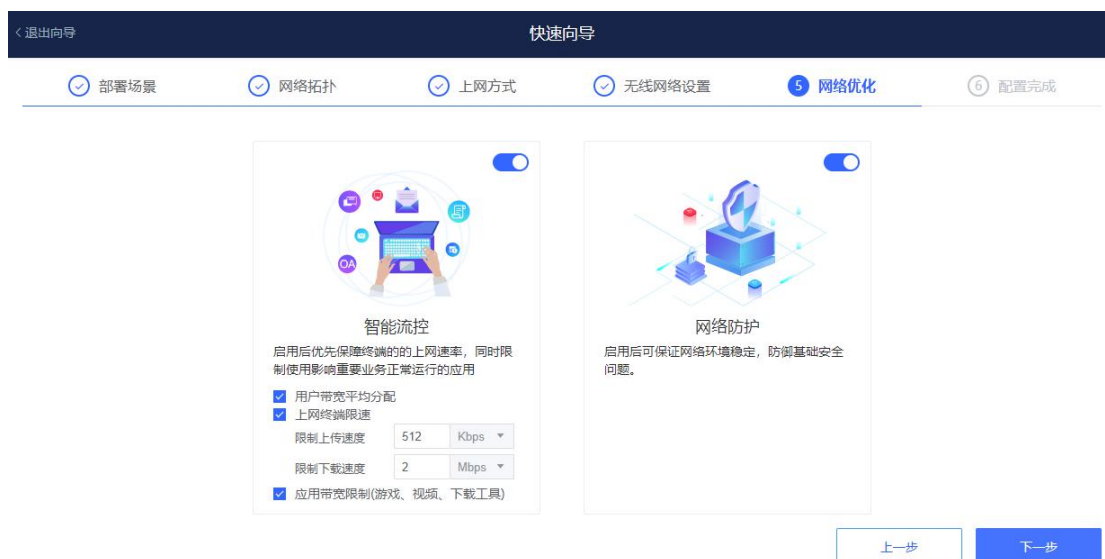 〈 退出向导
快速向导
部署场景
网络拓扑
上网方式
无线网络设置
5 网络优化
6 配置完成
OA
智能流控
启用后优先保障终端的的上网速率，同时限
制使用影响重要业务正常运行的应用
用户带宽平均分配
上网终端限速
限制上传速度 512 Kbps
限制下载速度 2 Mbps
应用带宽限制(游戏、视频、下载工具)
网络防护
启用后可保证网络环境稳定，防御基础安全
问题。
上一步
下一步